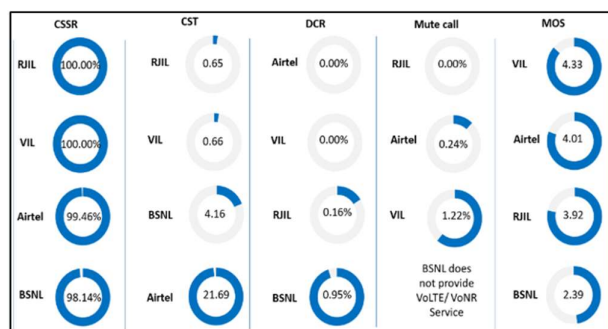 CSSR CST DCR Mute call MOS
RJIL 100.00% RJIL 0.65 Airtel 0.00% RJIL 0.00% VIL 4.33
VIL 100.00% VIL 0.66 VIL 0.00% Airtel 0.24% Airtel 4.01
Airtel 99.46% BSNL 4.16 RJIL 0.16% VIL 1.22% RJIL 3.92
BSNL 98.14% Airtel 21.69 BSNL 0.95% BSNL does BSNL 2.39
not provide
VoLTE/ VoNR
Service